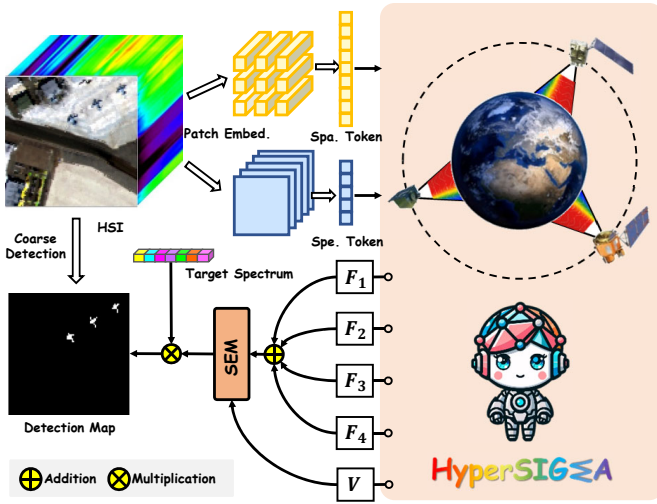 Patch Embed.
Spa. Token
Spe. Token
HSI
Coarse
Detection
Target Spectrum
F1
F2
F3
F4
V
SEM
Detection Map
Addition
Multiplication
HyperSIGΣA